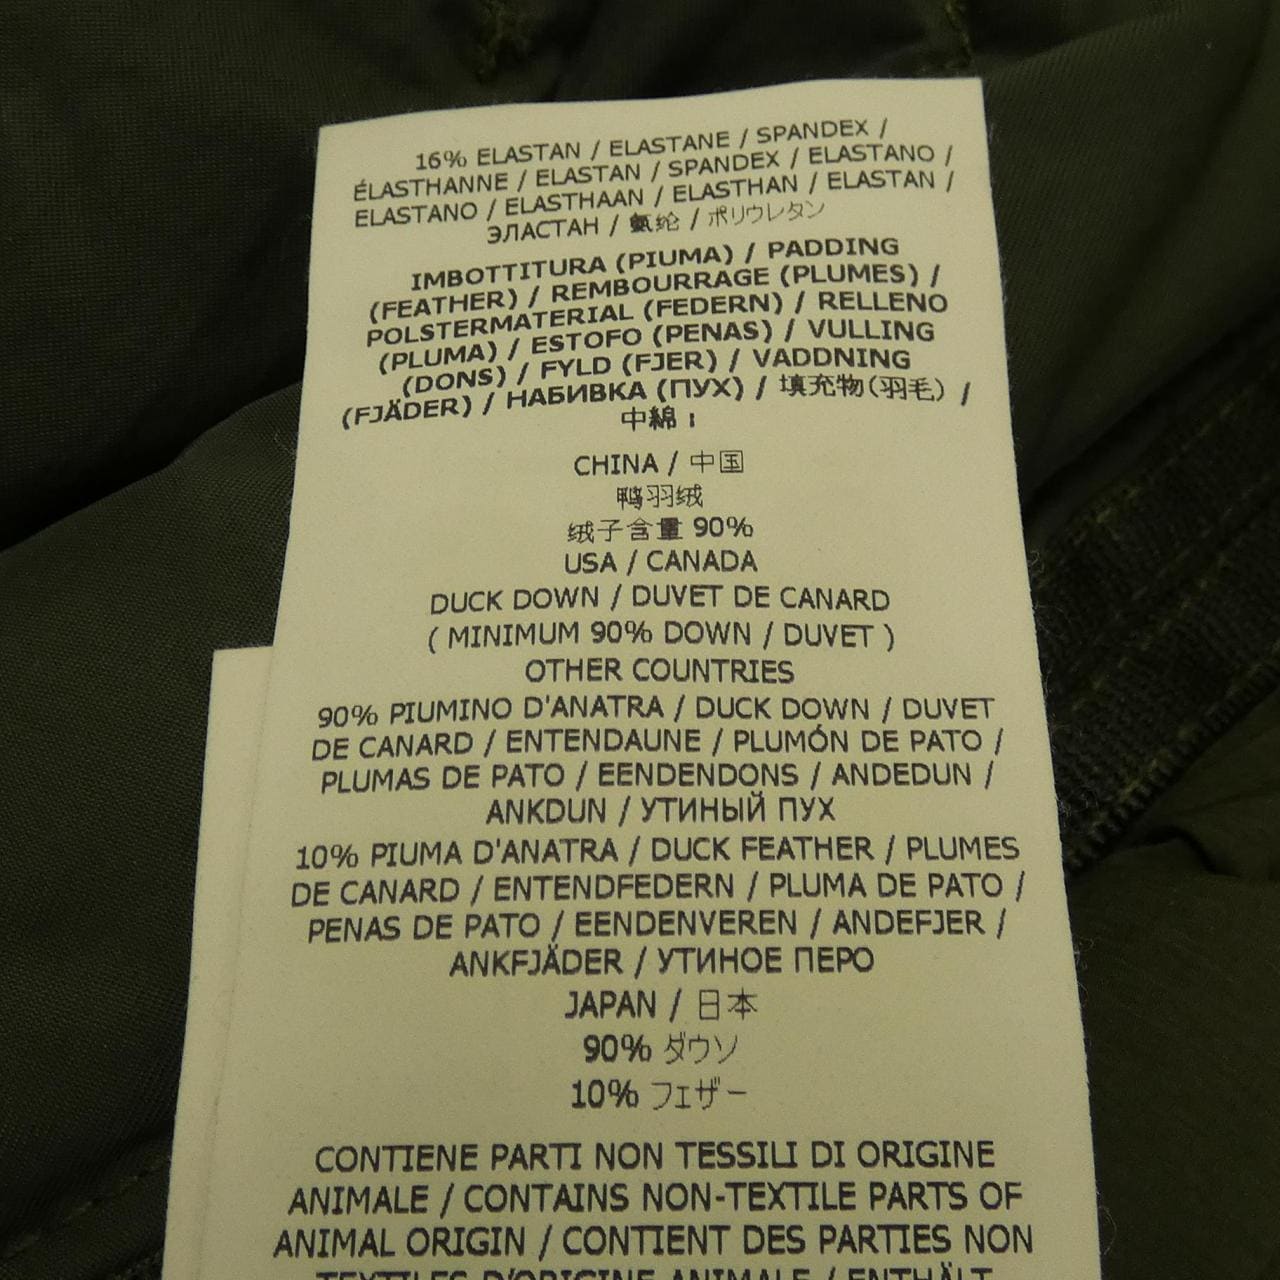 16% ELASTAN / ELASTANE / SPANDEX /
ÉLASTHANNE / ELASTAN / SPANDEX / ELASTANO /
ELASTANO / ELASTHAAN / ELASTHAN / ELASTAN /
ЭЛАСТАН / 氨纶 / ポリウレタン
IMBOTTITURA (PIUMA) / PADDING
(FEATHER) / REMBOURRAGE (PLUMES) /
POLSTERMATERIAL (FEDERN) / RELLENO
(PLUMA) / ESTOFO (PENAS) / VULLING
(DONS) / FYLD (FJER) / VADDNING
(FJÄDER) / НАБИВКА (ПУХ) / 填充物(羽毛) /
中綿 :
CHINA / 中国
鸭羽绒
绒子含量 90%
USA / CANADA
DUCK DOWN / DUVET DE CANARD
( MINIMUM 90% DOWN / DUVET )
OTHER COUNTRIES
90% PIUMINO D'ANATRA / DUCK DOWN / DUVET
DE CANARD / ENTENDAUNE / PLUMÓN DE PATO /
PLUMAS DE PATO / EENDENDONS / ANDEDUN /
ANKDUN / УТИНЫЙ ПУХ
10% PIUMA D'ANATRA / DUCK FEATHER / PLUMES
DE CANARD / ENTENDFEDERN / PLUMA DE PATO /
PENAS DE PATO / EENDENVEREN / ANDEFJER /
ANKFJÄDER / УТИНОЕ ПЕРО
JAPAN / 日本
90% ダウン
10% フェザー
CONTIENE PARTI NON TESSILI DI ORIGINE
ANIMALE / CONTAINS NON-TEXTILE PARTS OF
ANIMAL ORIGIN / CONTIENT DES PARTIES NON
TEXTILES D'ORIGINE ANIMALE / ENTHÄLT